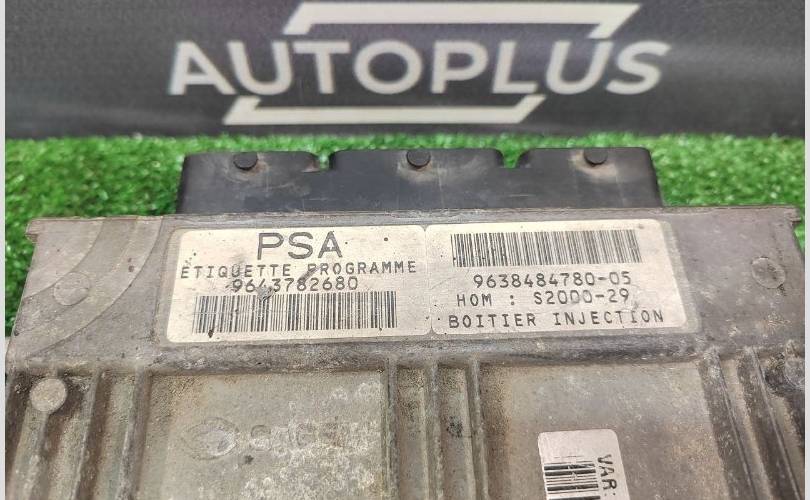 AUTOPLUS
PSA
ETIQUETTE PROGRAMME
9643782680
9638484780-05
HOM : S2000-29
BOITIER INJECTION
VAR: